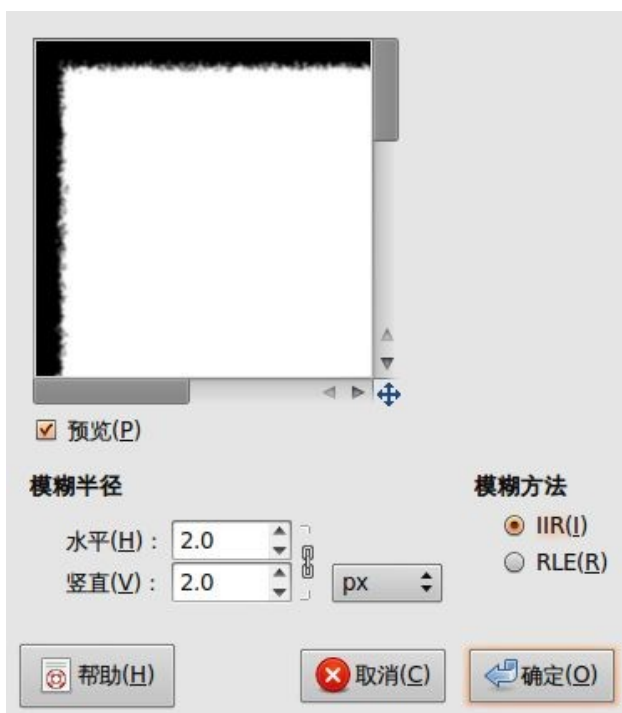 预览(P)
模糊半径
模糊方法
水平(H)： 2.0
IIR(I)
竖直(V)： 2.0
px
RLE(R)
帮助(H)
取消(C)
确定(O)